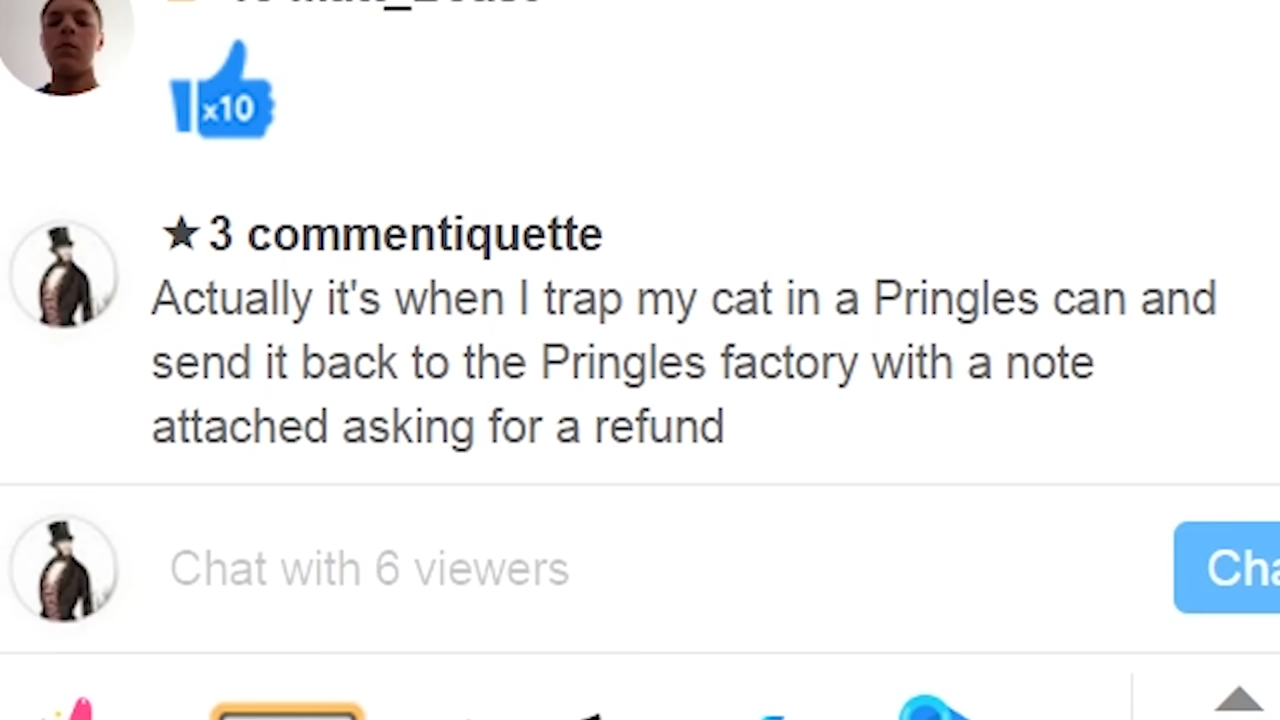 x10
★3 commentiquette
Actually it's when I trap my cat in a Pringles can and
send it back to the Pringles factory with a note
attached asking for a refund
Chat with 6 viewers